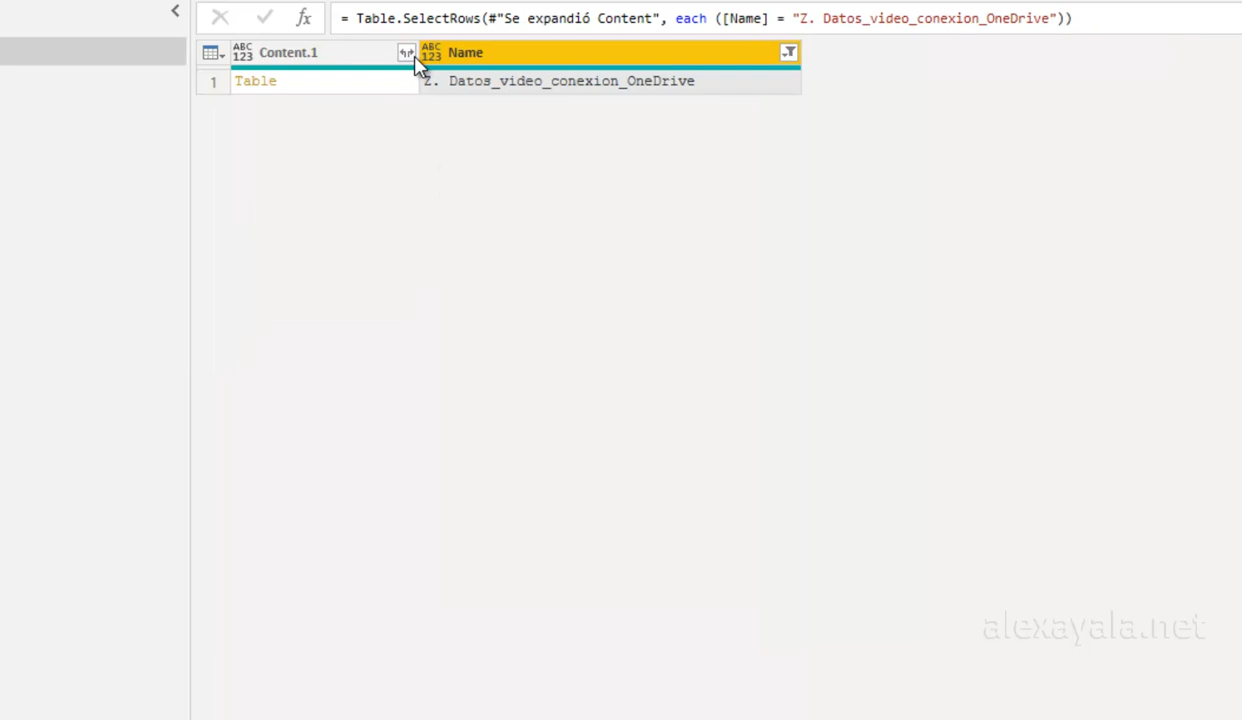 fx
= Table.SelectRows(#"Se expandió Content", each ([Name] = "Z. Datos_video_conexion_OneDrive"))
ABC 123 Content.1 ABC 123 Name
1 Table Z. Datos_video_conexion_OneDrive
alexayala.net